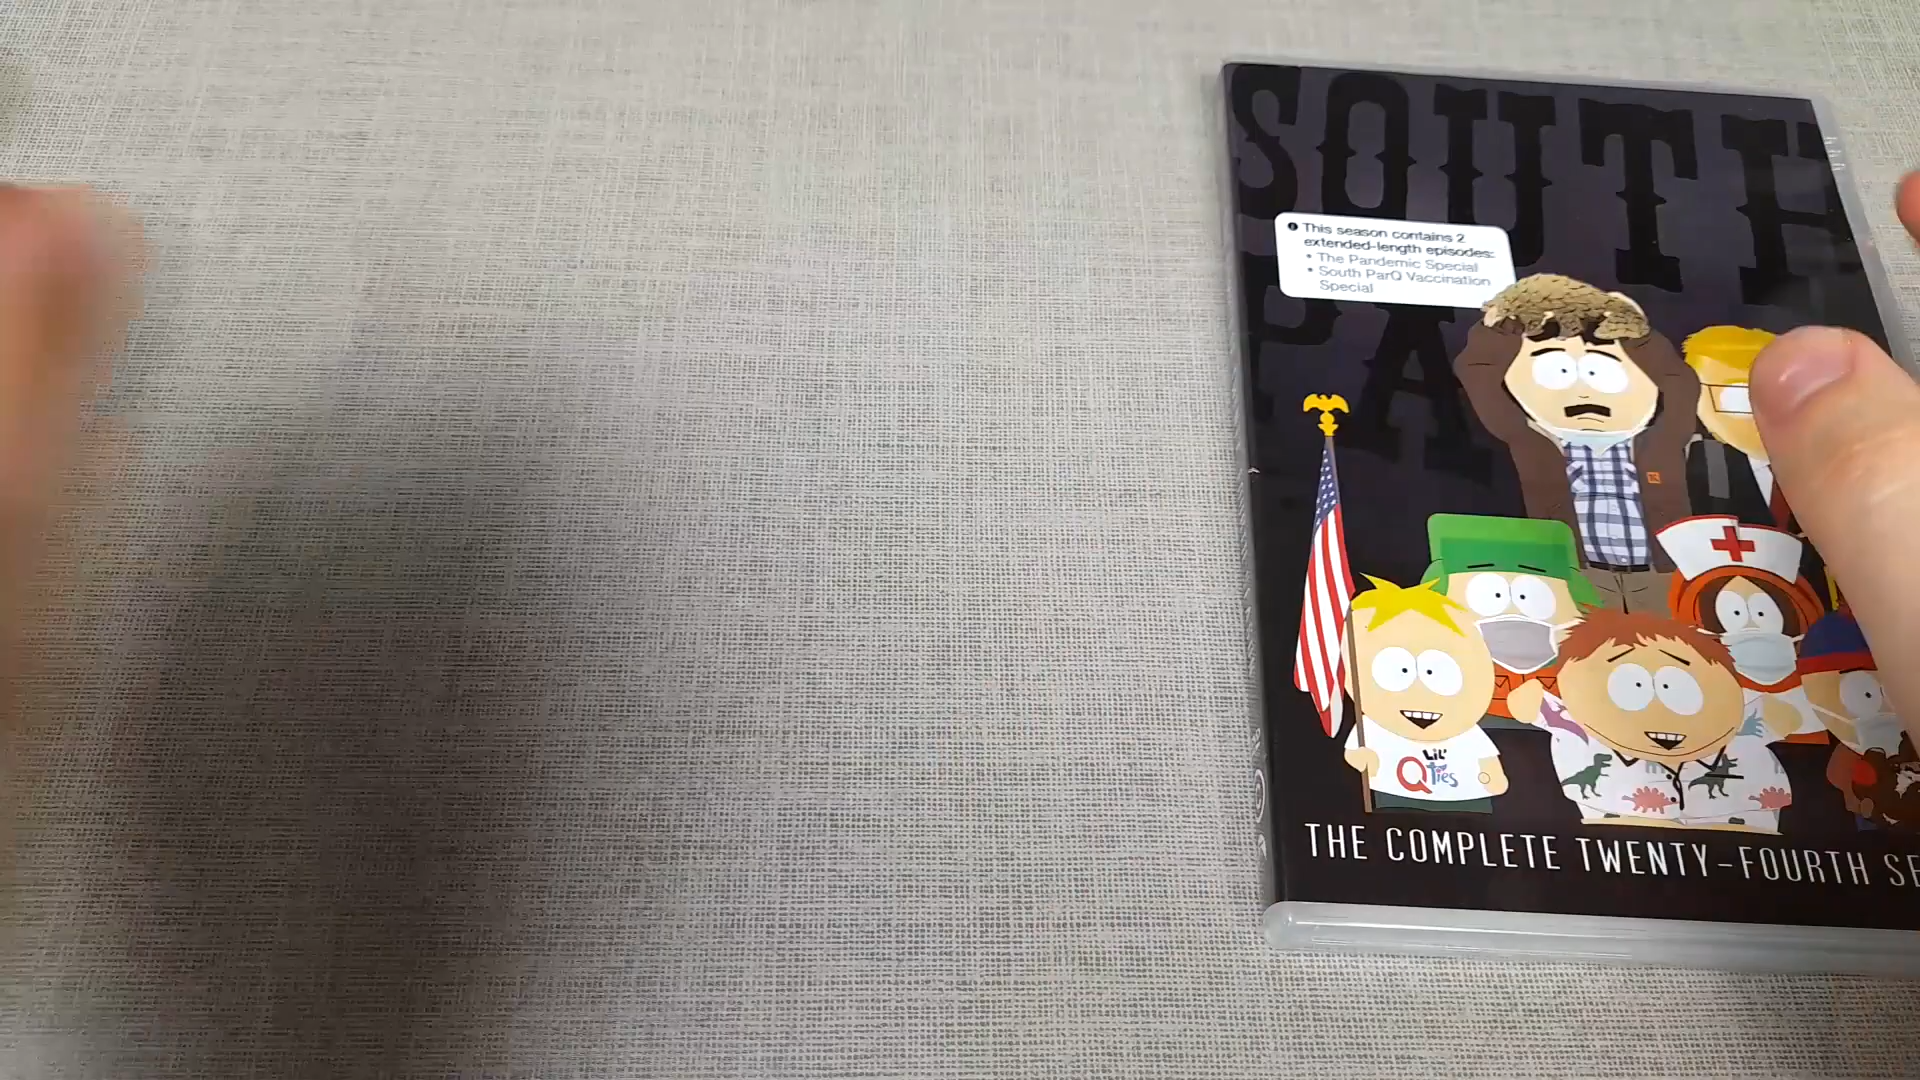 SOUTH
PA
This season contains 2
extended-length episodes:
• The Pandemic Special
• South ParQ Vaccination
Special
LiL'
Qties
THE COMPLETE TWENTY-FOURTH SE